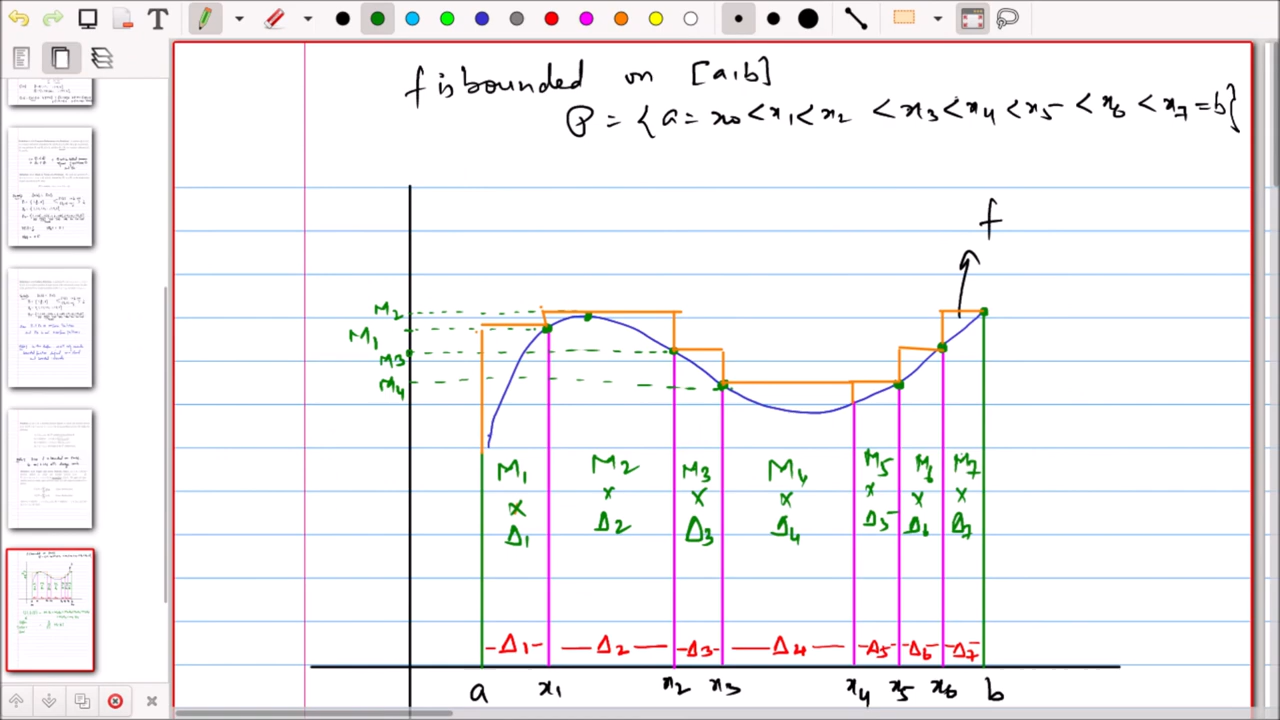 f is bounded on [a,b]
P = {a = x0 < x1 < x2 < x3 < x4 < x5 < x6 < x7 = b}
f
M2
M1
M3
M4
M1 M2 M3 M4 M5 M6 M7
x x x x x x x
Δ1 Δ2 Δ3 Δ4 Δ5 Δ6 Δ7
-Δ1- —Δ2— -Δ3- —Δ4— -Δ5- -Δ6- -Δ7-
a x1 x2 x3 x4 x5 x6 b